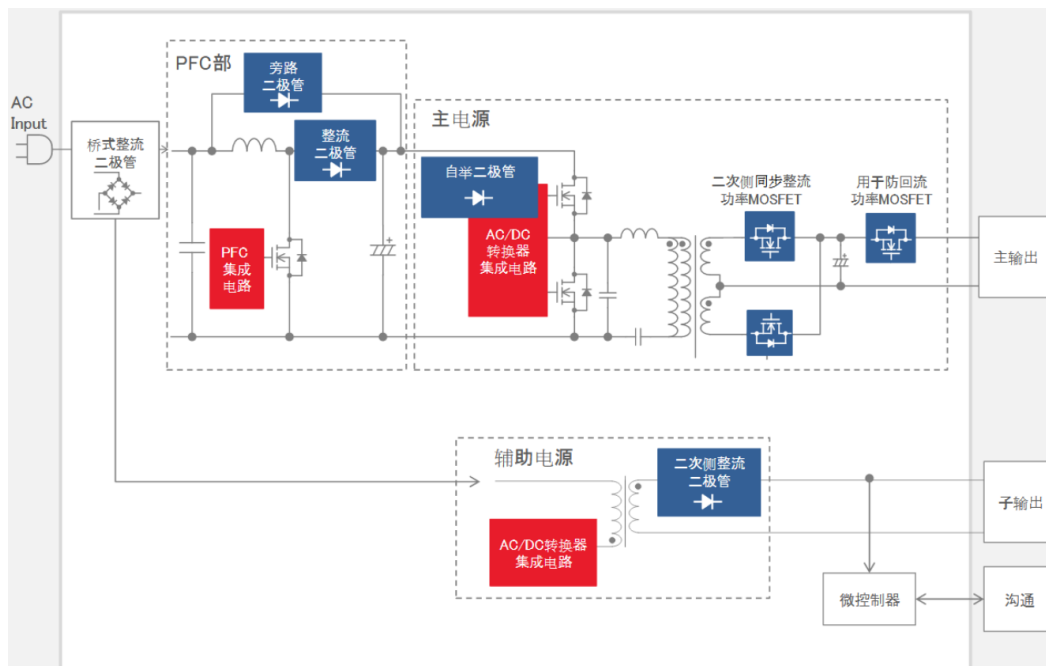 PFC部
旁路
二极管
AC
Input
桥式整流
二极管
整流
二极管
PFC
集成
电路
主电源
自举二极管
AC/DC
转换器
集成电路
二次侧同步整流
功率MOSFET
用于防回流
功率MOSFET
主输出
辅助电源
二次侧整流
二极管
AC/DC转换器
集成电路
子输出
微控制器
沟通